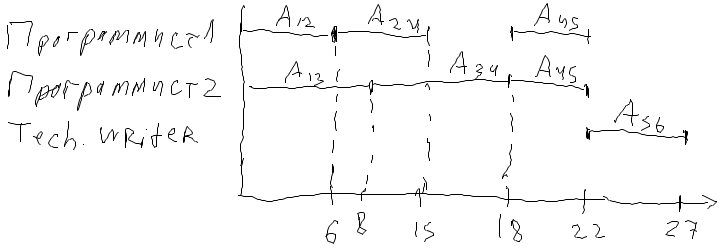 Программист1 A12 A24 A45
Программист2 A13 A34 A45
Tech. writer A56
6 8 15 18 22 27